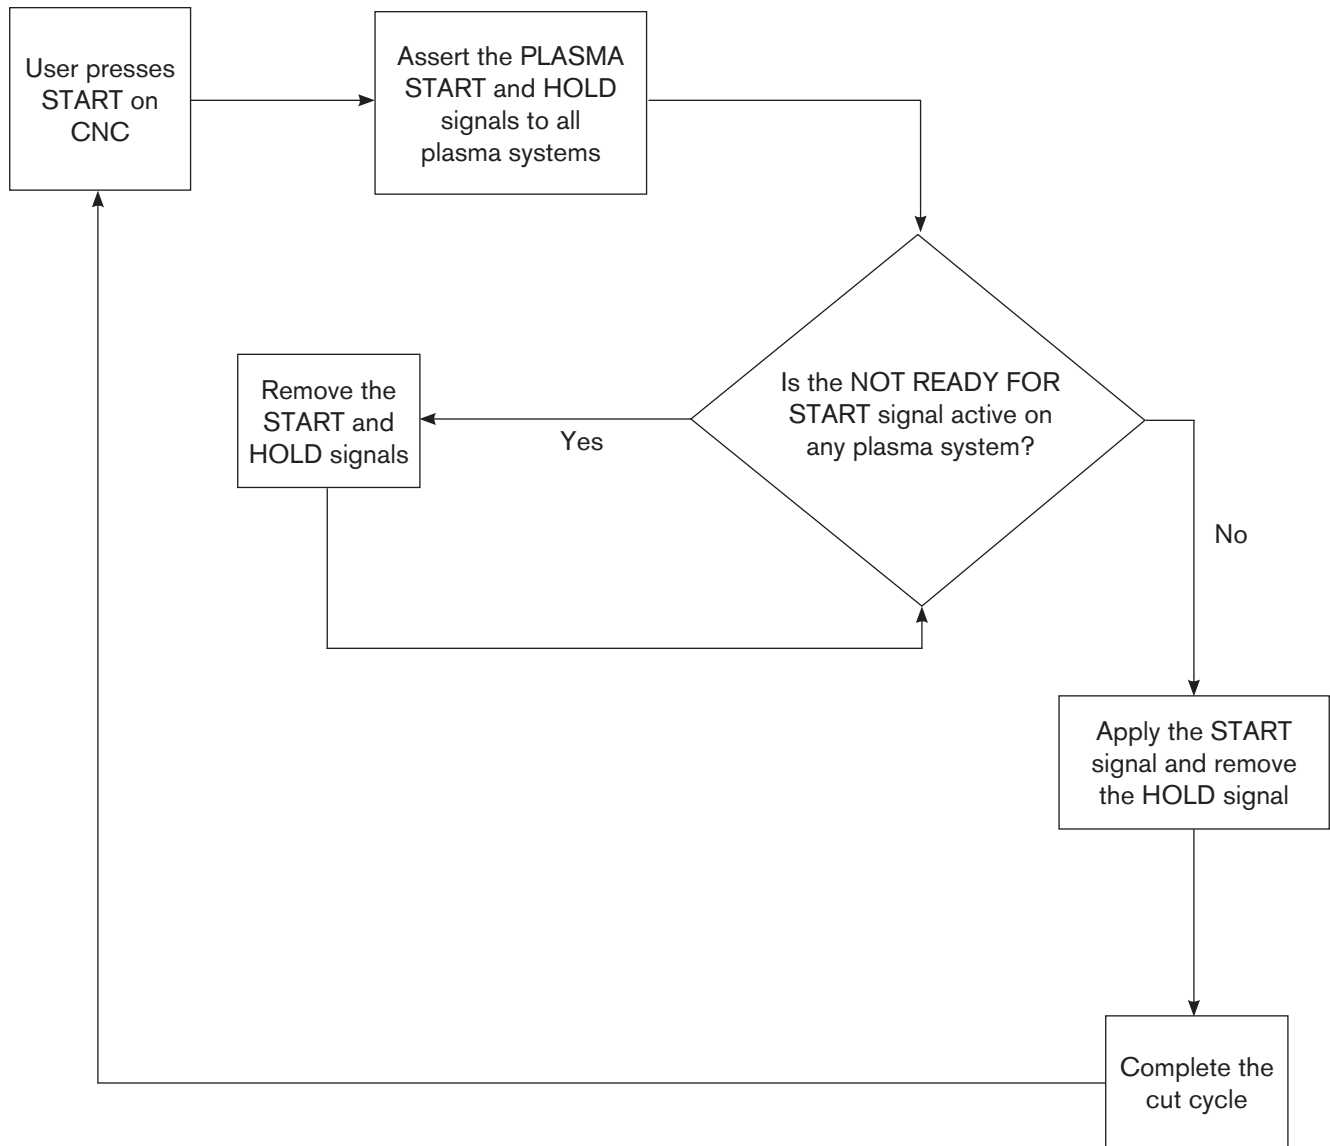 User presses
START on
CNC
Assert the PLASMA
START and HOLD
signals to all
plasma systems
Is the NOT READY FOR
START signal active on
any plasma system?
Remove the
START and
HOLD signals
Yes
No
Apply the START
signal and remove
the HOLD signal
Complete the
cut cycle